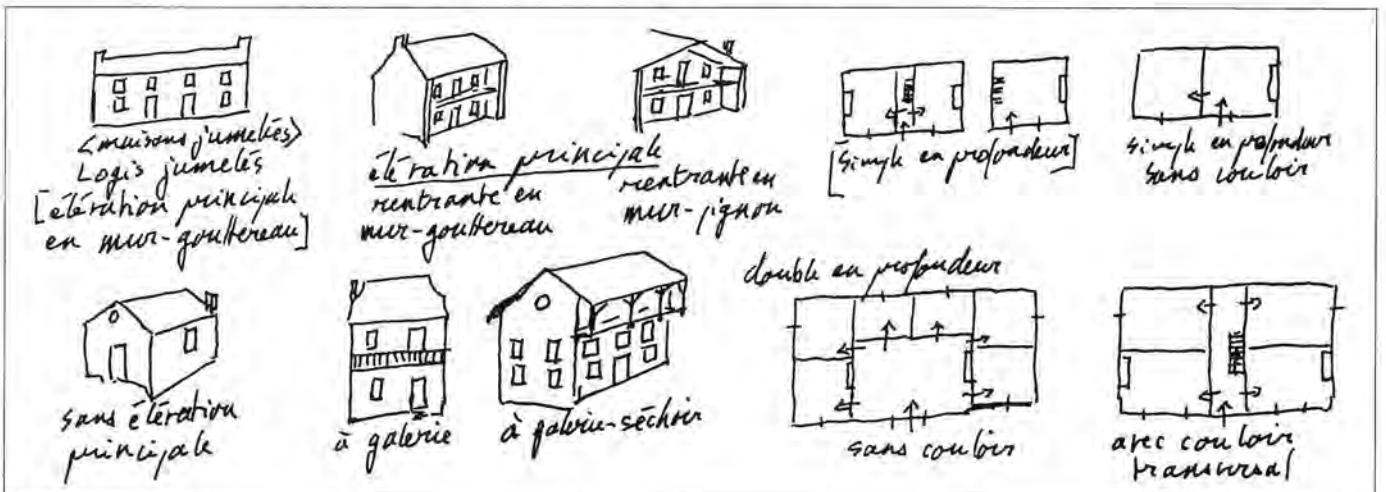 <maisons jumelées>
Logis jumelés
[élévation principale
en mur-gouttereau]
élévation principale
rentrante en
mur-gouttereau
rentrante en
mur-pignon
[simple en profondeur]
simple en profondeur
sans couloir
sans élévation
principale
à galerie
à galerie-séchoir
double en profondeur
sans couloir
avec couloir
transversal